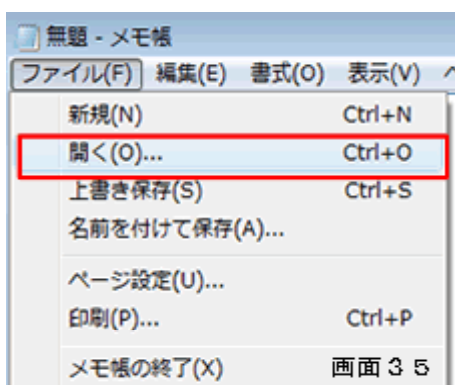 無題 - メモ帳
ファイル(F) 編集(E) 書式(O) 表示(V)
新規(N) Ctrl+N
開く(O)... Ctrl+O
上書き保存(S) Ctrl+S
名前を付けて保存(A)...
ページ設定(U)...
印刷(P)... Ctrl+P
メモ帳の終了(X) 画面３５